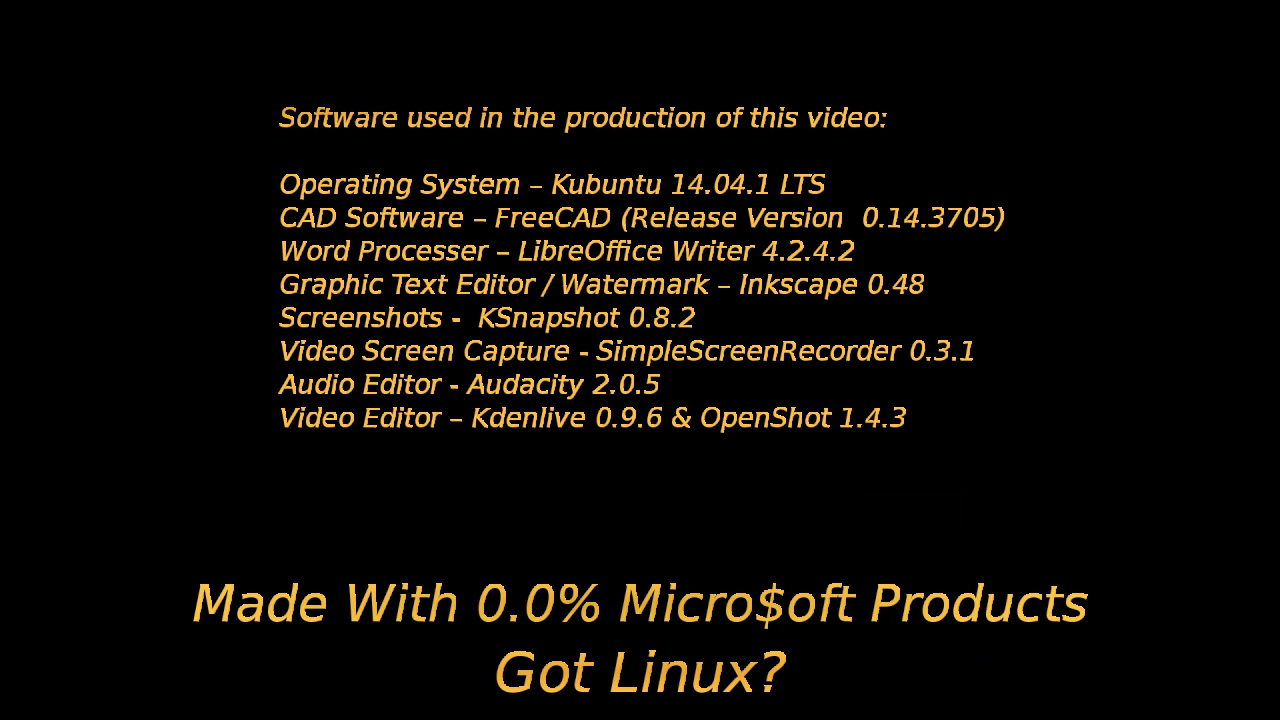 Software used in the production of this video:
Operating System – Kubuntu 14.04.1 LTS
CAD Software – FreeCAD (Release Version  0.14.3705)
Word Processer – LibreOffice Writer 4.2.4.2
Graphic Text Editor / Watermark – Inkscape 0.48
Screenshots -  KSnapshot 0.8.2
Video Screen Capture - SimpleScreenRecorder 0.3.1
Audio Editor - Audacity 2.0.5
Video Editor – Kdenlive 0.9.6 & OpenShot 1.4.3
Made With 0.0% Micro$oft Products
Got Linux?